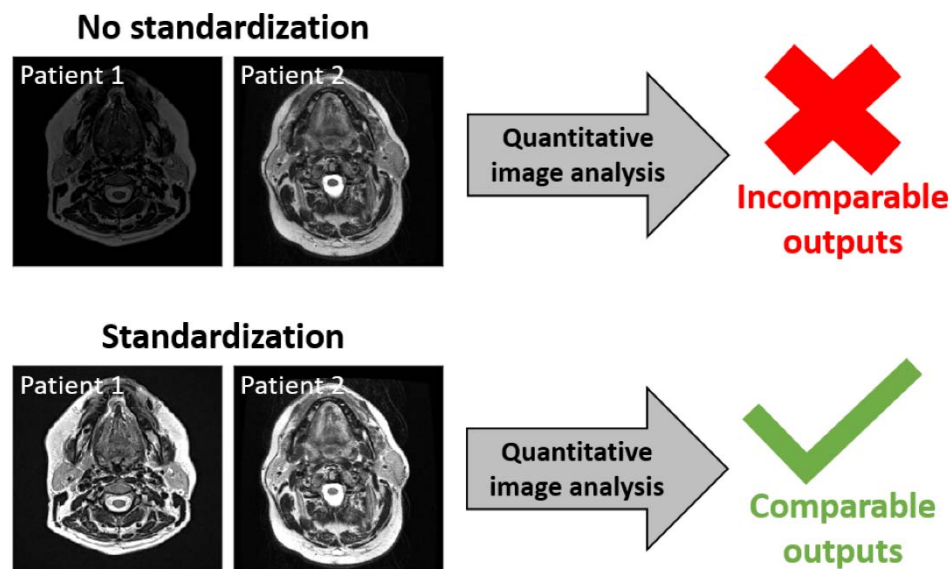 No standardization
Patient 1
Patient 2
Quantitative
image analysis
Incomparable
outputs
Standardization
Patient 1
Patient 2
Quantitative
image analysis
Comparable
outputs